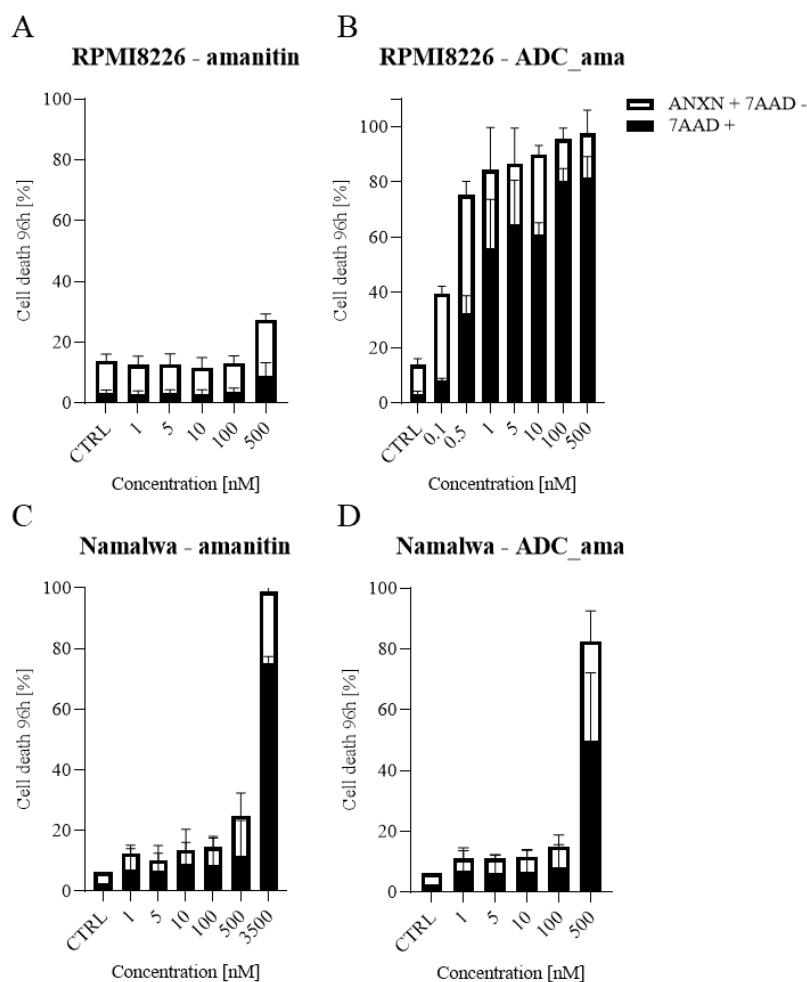 A
RPMI8226 - amanitin
Cell death 96h [%]
100
80
60
40
20
0
CTRL
1
5
10
100
500
Concentration [nM]
B
RPMI8226 - ADC_ama
ANXN + 7AAD -
7AAD +
Cell death 96h [%]
100
80
60
40
20
0
CTRL
0.1
0.5
1
5
10
100
500
Concentration [nM]
C
Namalwa - amanitin
Cell death 96h [%]
100
80
60
40
20
0
CTRL
1
5
10
100
500
3500
Concentration [nM]
D
Namalwa - ADC_ama
Cell death 96h [%]
100
80
60
40
20
0
CTRL
1
5
10
100
500
Concentration [nM]